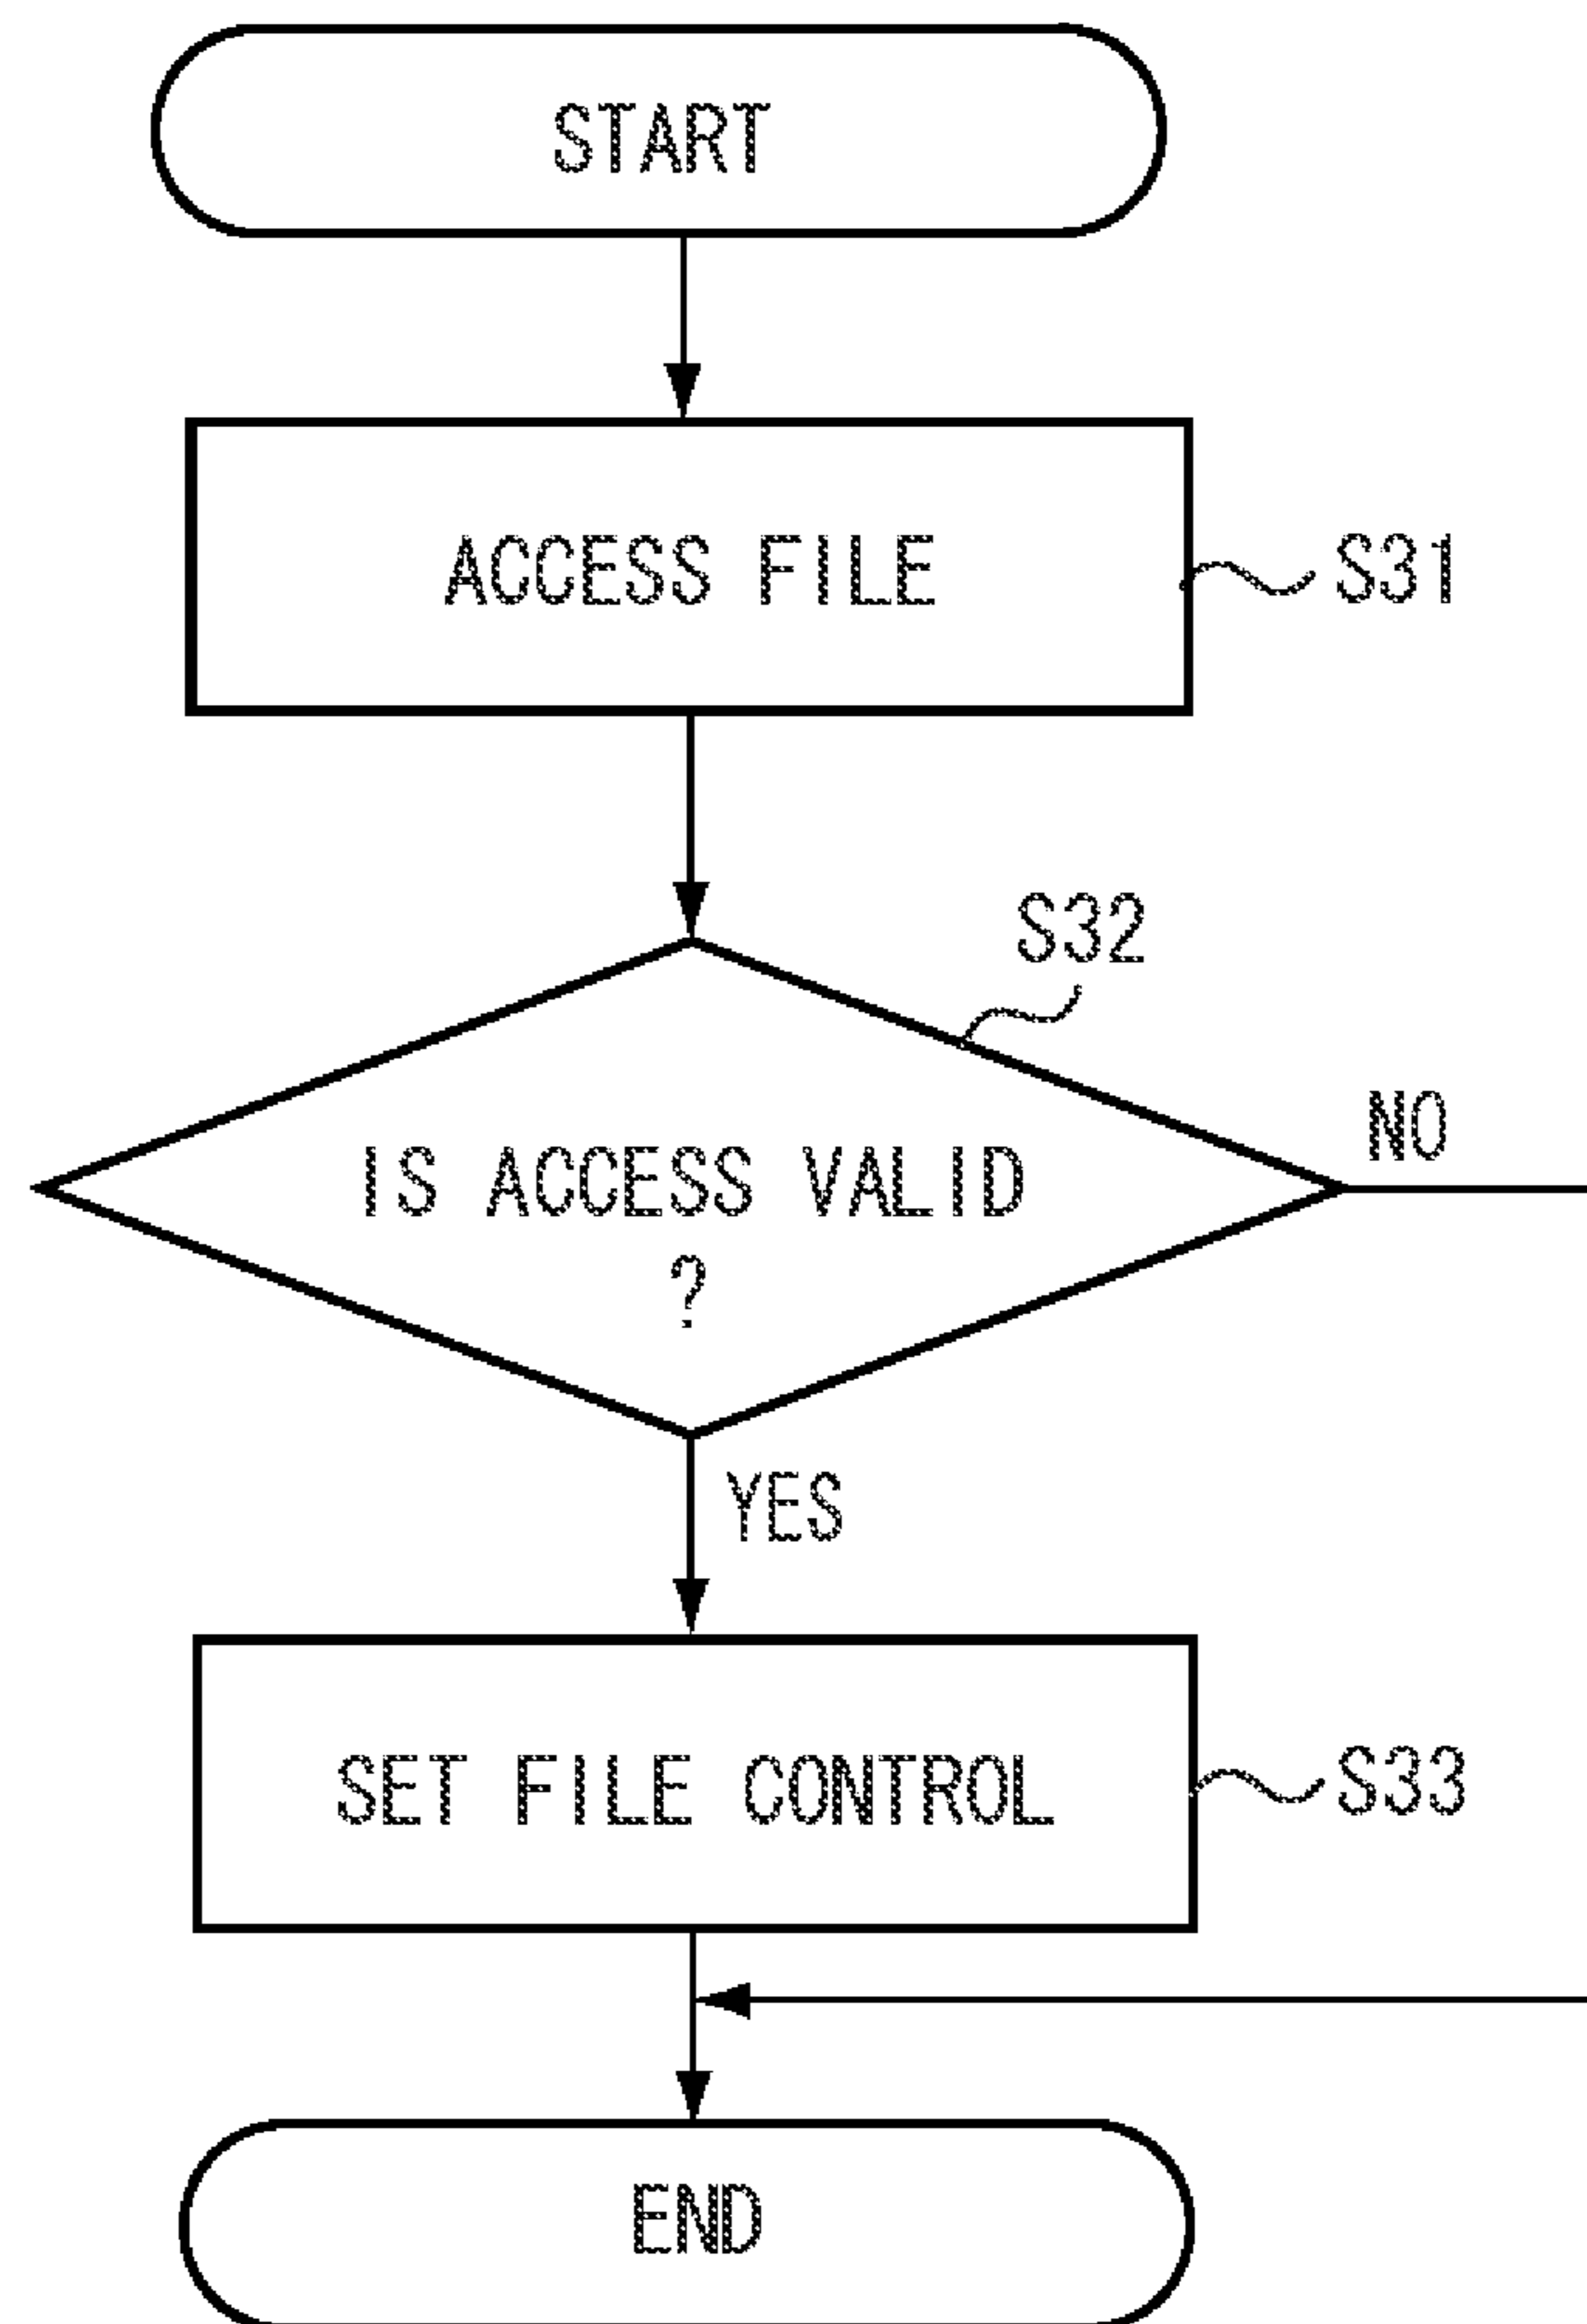 START
ACCESS FILE
S31
S32
IS ACCESS VALID
?
NO
YES
SET FILE CONTROL
S33
END